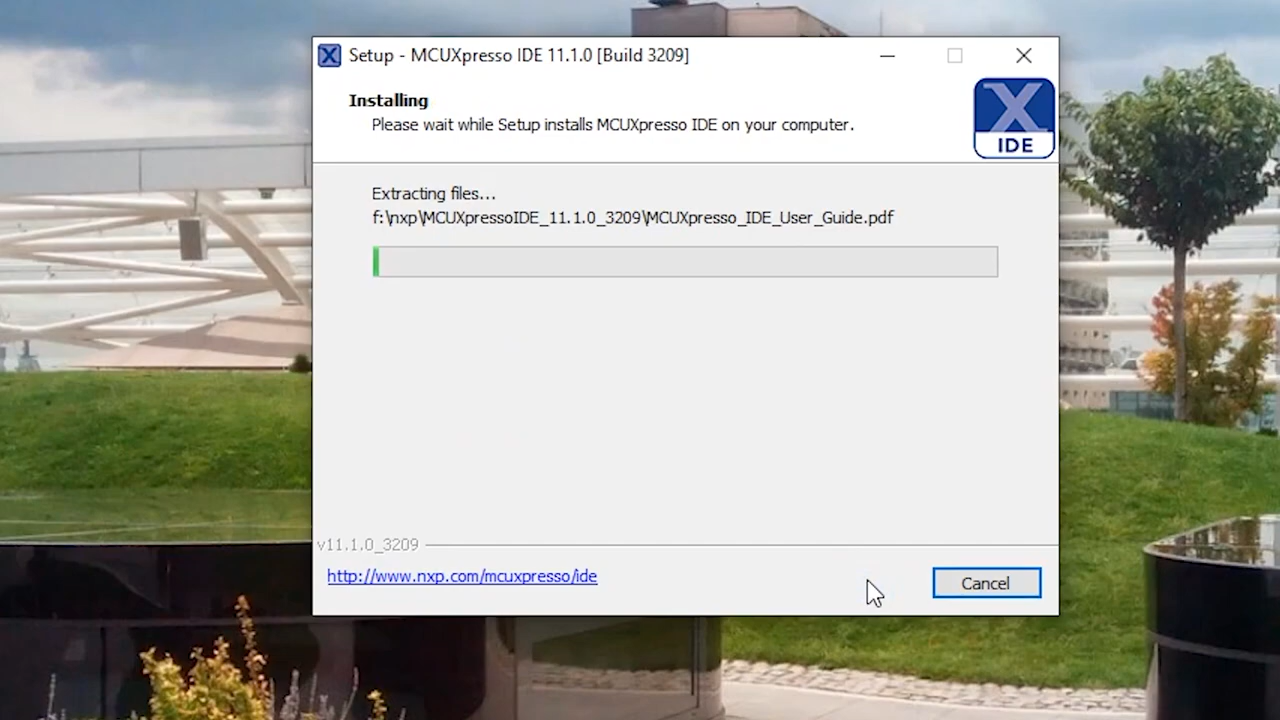 Setup - MCUXpresso IDE 11.1.0 [Build 3209]
Installing
Please wait while Setup installs MCUXpresso IDE on your computer.
X
IDE
Extracting files...
f:\nxp\MCUXpressoIDE_11.1.0_3209\MCUXpresso_IDE_User_Guide.pdf
v11.1.0_3209
http://www.nxp.com/mcuxpresso/ide
Cancel